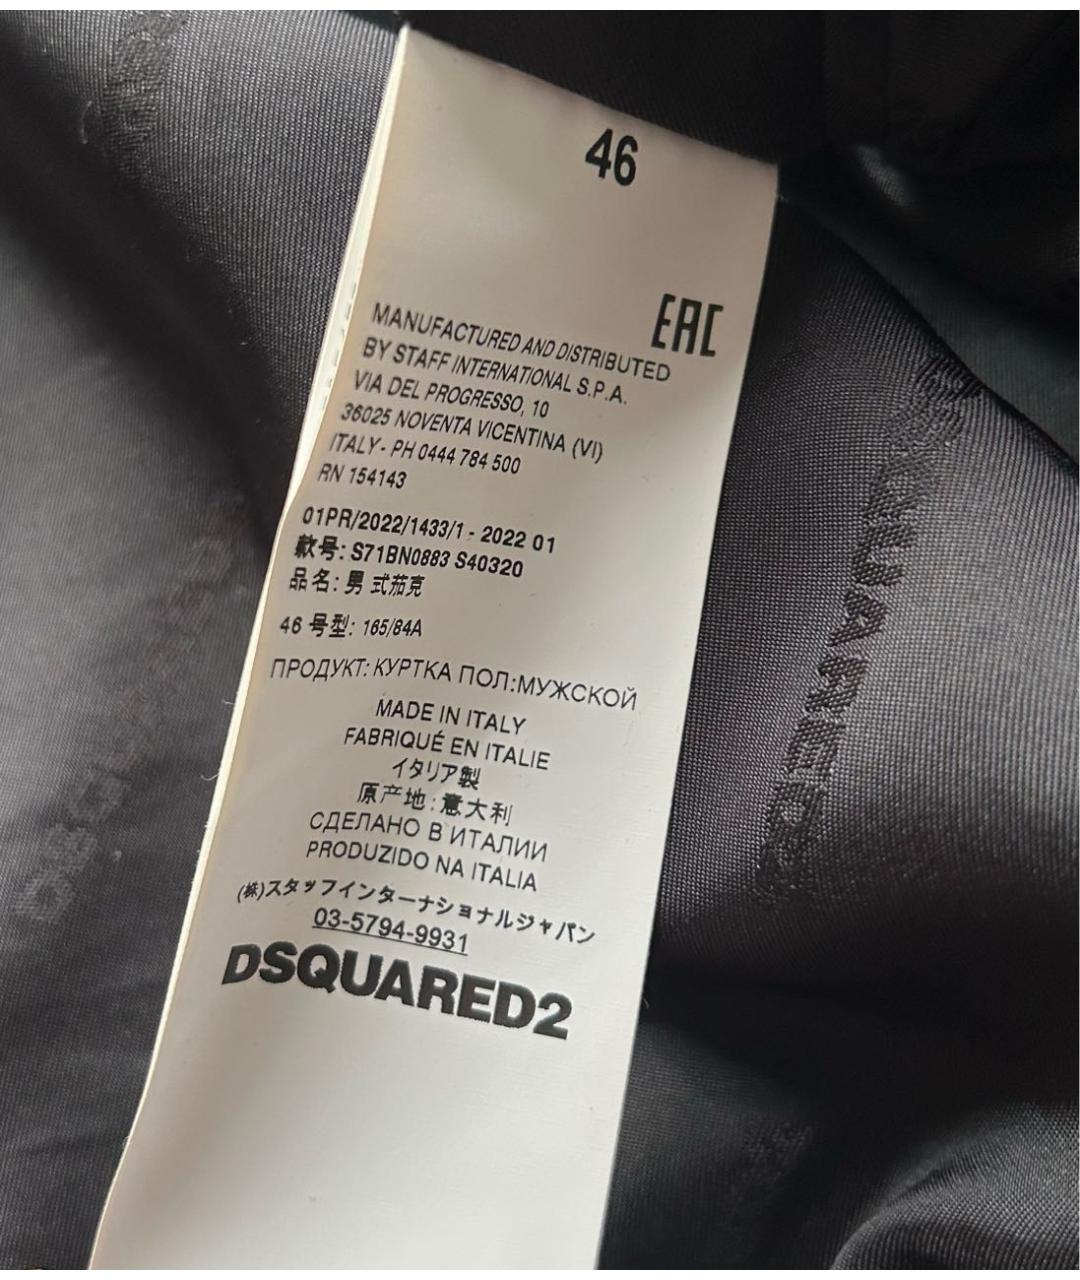 46
EAC
MANUFACTURED AND DISTRIBUTED
BY STAFF INTERNATIONAL S.P.A.
VIA DEL PROGRESSO, 10
36025 NOVENTA VICENTINA (VI)
ITALY - PH 0444 784 500
RN 154143
01PR/2022/1433/1 - 2022 01
款号: S71BN0883 S40320
品名: 男 式茄克
46 号型: 165/84A
ПРОДУКТ: КУРТКА ПОЛ:МУЖСКОЙ
MADE IN ITALY
FABRIQUÉ EN ITALIE
イタリア製
原产地: 意大利
СДЕЛАНО В ИТАЛИИ
PRODUZIDO NA ITALIA
(株)スタッフインターナショナルジャパン
03-5794-9931
DSQUARED2
DSQUARED2